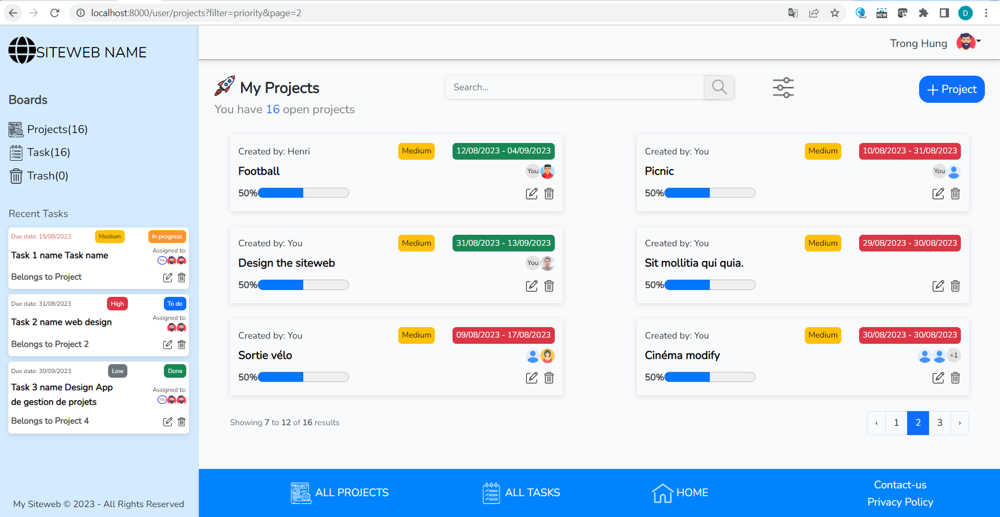 localhost:8000/user/projects?filter=priority&page=2
NEW
D
SITEWEB NAME
Trong Hung
Boards
Projects(16)
Task(16)
Trash(0)
Recent Tasks
Due date: 15/08/2023 Medium In progress
Assigned to:
Task 1 name Task name
You
Belongs to Project
Due date: 31/08/2023 High To do
Assigned to:
Task 2 name web design
Belongs to Project 2
Due date: 30/09/2023 Low Done
Task 3 name Design App
de gestion de projets
Assigned to:
You
Belongs to Project 4
My Siteweb © 2023 - All Rights Reserved
My Projects
You have 16 open projects
Search...
+ Project
Created by: Henri Medium 12/08/2023 - 04/09/2023
Football You
50%
Created by: You Medium 10/08/2023 - 31/08/2023
Picnic You
50%
Created by: You Medium 31/08/2023 - 13/09/2023
Design the siteweb You
50%
Created by: You Medium 29/08/2023 - 30/08/2023
Sit mollitia qui quia.
50%
Created by: You Medium 09/08/2023 - 17/08/2023
Sortie vélo
50%
Created by: You Medium 30/08/2023 - 30/08/2023
Cinéma modify +1
50%
Showing 7 to 12 of 16 results
‹ 1 2 3 ›
PROJECT ALL PROJECTS
ALL TASKS
HOME
Contact-us
Privacy Policy